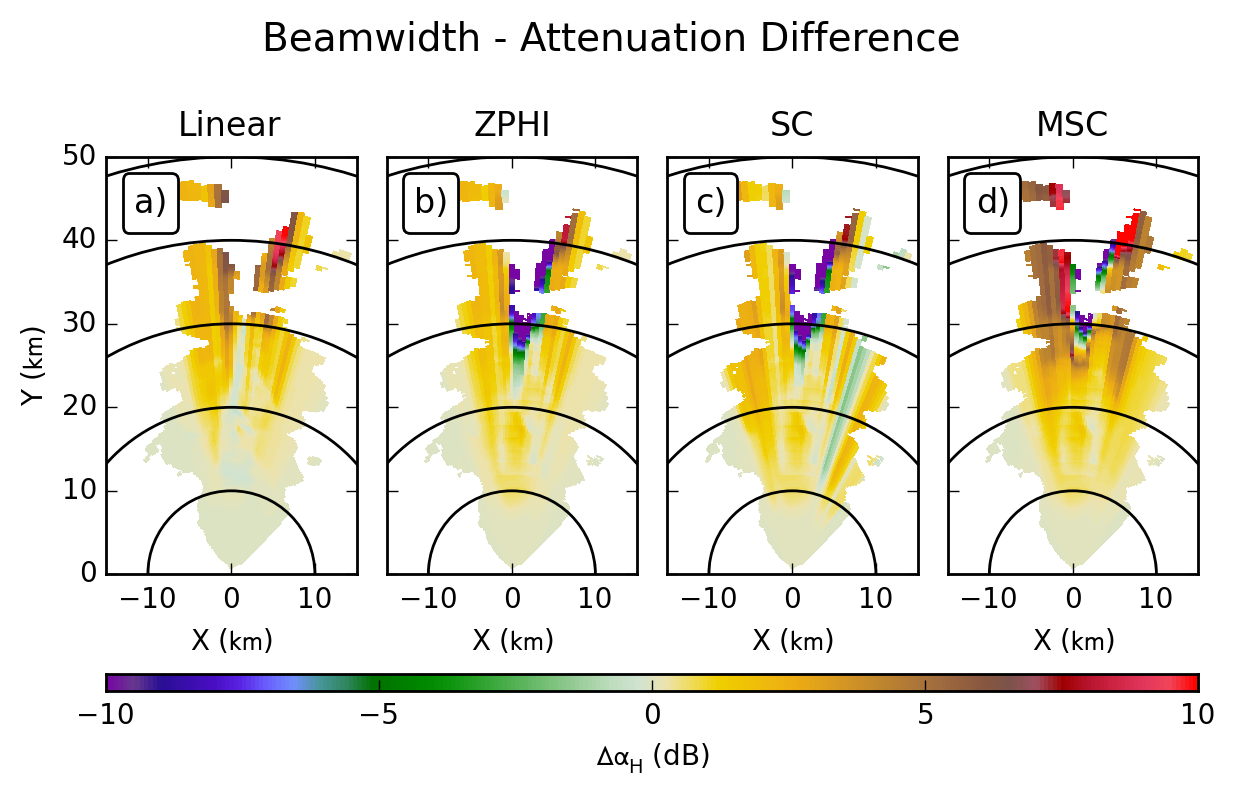 Beamwidth - Attenuation Difference
Linear ZPHI SC MSC
a) b) c) d)
50
40
30
20
10
0
Y (km)
−10 0 10 −10 0 10 −10 0 10 −10 0 10
X (km) X (km) X (km) X (km)
−10 −5 0 5 10
Δα_H (dB)